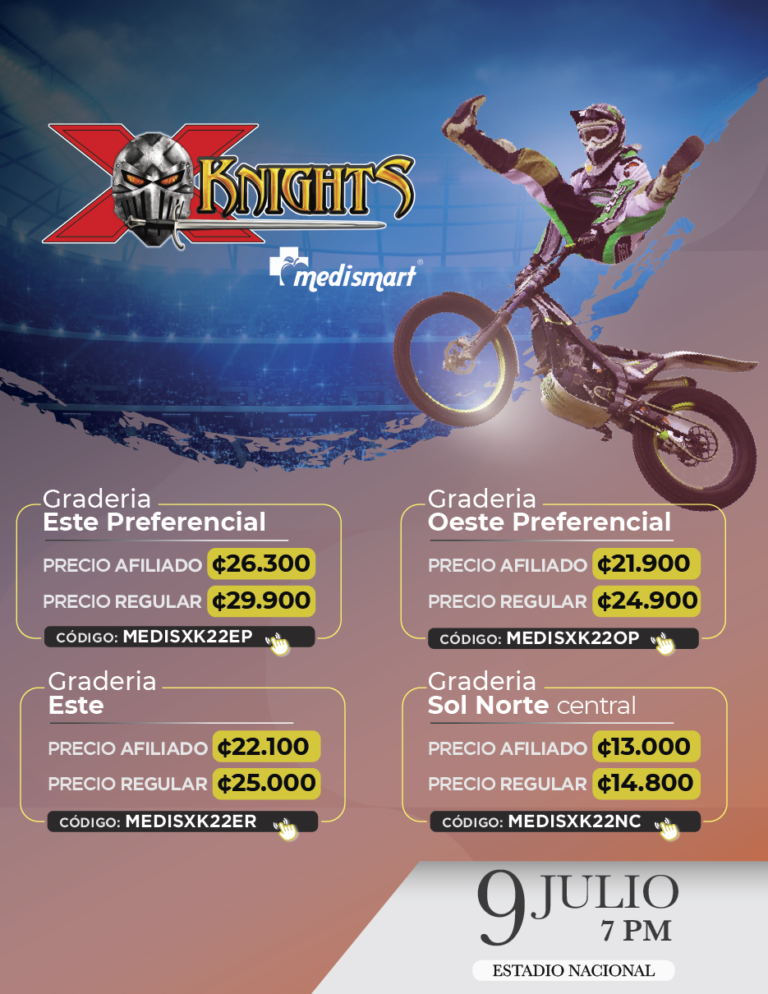 X KNIGHTS
medismart®
Graderia
Este Preferencial
PRECIO AFILIADO ₡26.300
PRECIO REGULAR ₡29.900
CÓDIGO: MEDISXK22EP
Graderia
Oeste Preferencial
PRECIO AFILIADO ₡21.900
PRECIO REGULAR ₡24.900
CÓDIGO: MEDISXK22OP
Graderia
Este
PRECIO AFILIADO ₡22.100
PRECIO REGULAR ₡25.000
CÓDIGO: MEDISXK22ER
Graderia
Sol Norte central
PRECIO AFILIADO ₡13.000
PRECIO REGULAR ₡14.800
CÓDIGO: MEDISXK22NC
9 JULIO
7 PM
ESTADIO NACIONAL